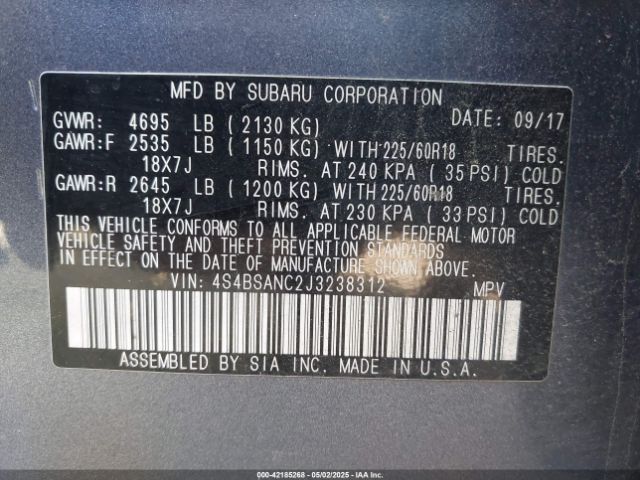 MFD BY SUBARU CORPORATION
DATE: 09/17
GVWR: 4695 LB ( 2130 KG)
GAWR:F 2535 LB ( 1150 KG) WITH 225/60R18 TIRES.
18X7J RIMS. AT 240 KPA ( 35 PSI) COLD
GAWR:R 2645 LB ( 1200 KG) WITH 225/60R18 TIRES.
18X7J RIMS. AT 230 KPA ( 33 PSI) COLD
THIS VEHICLE CONFORMS TO ALL APPLICABLE FEDERAL MOTOR
VEHICLE SAFETY AND THEFT PREVENTION STANDARDS
IN EFFECT ON THE DATE OF MANUFACTURE SHOWN ABOVE.
VIN: 4S4BSANC2J3238312 MPV
ASSEMBLED BY SIA INC. MADE IN U.S.A.
000-42185268 - 05/02/2025 - IAAI.COM